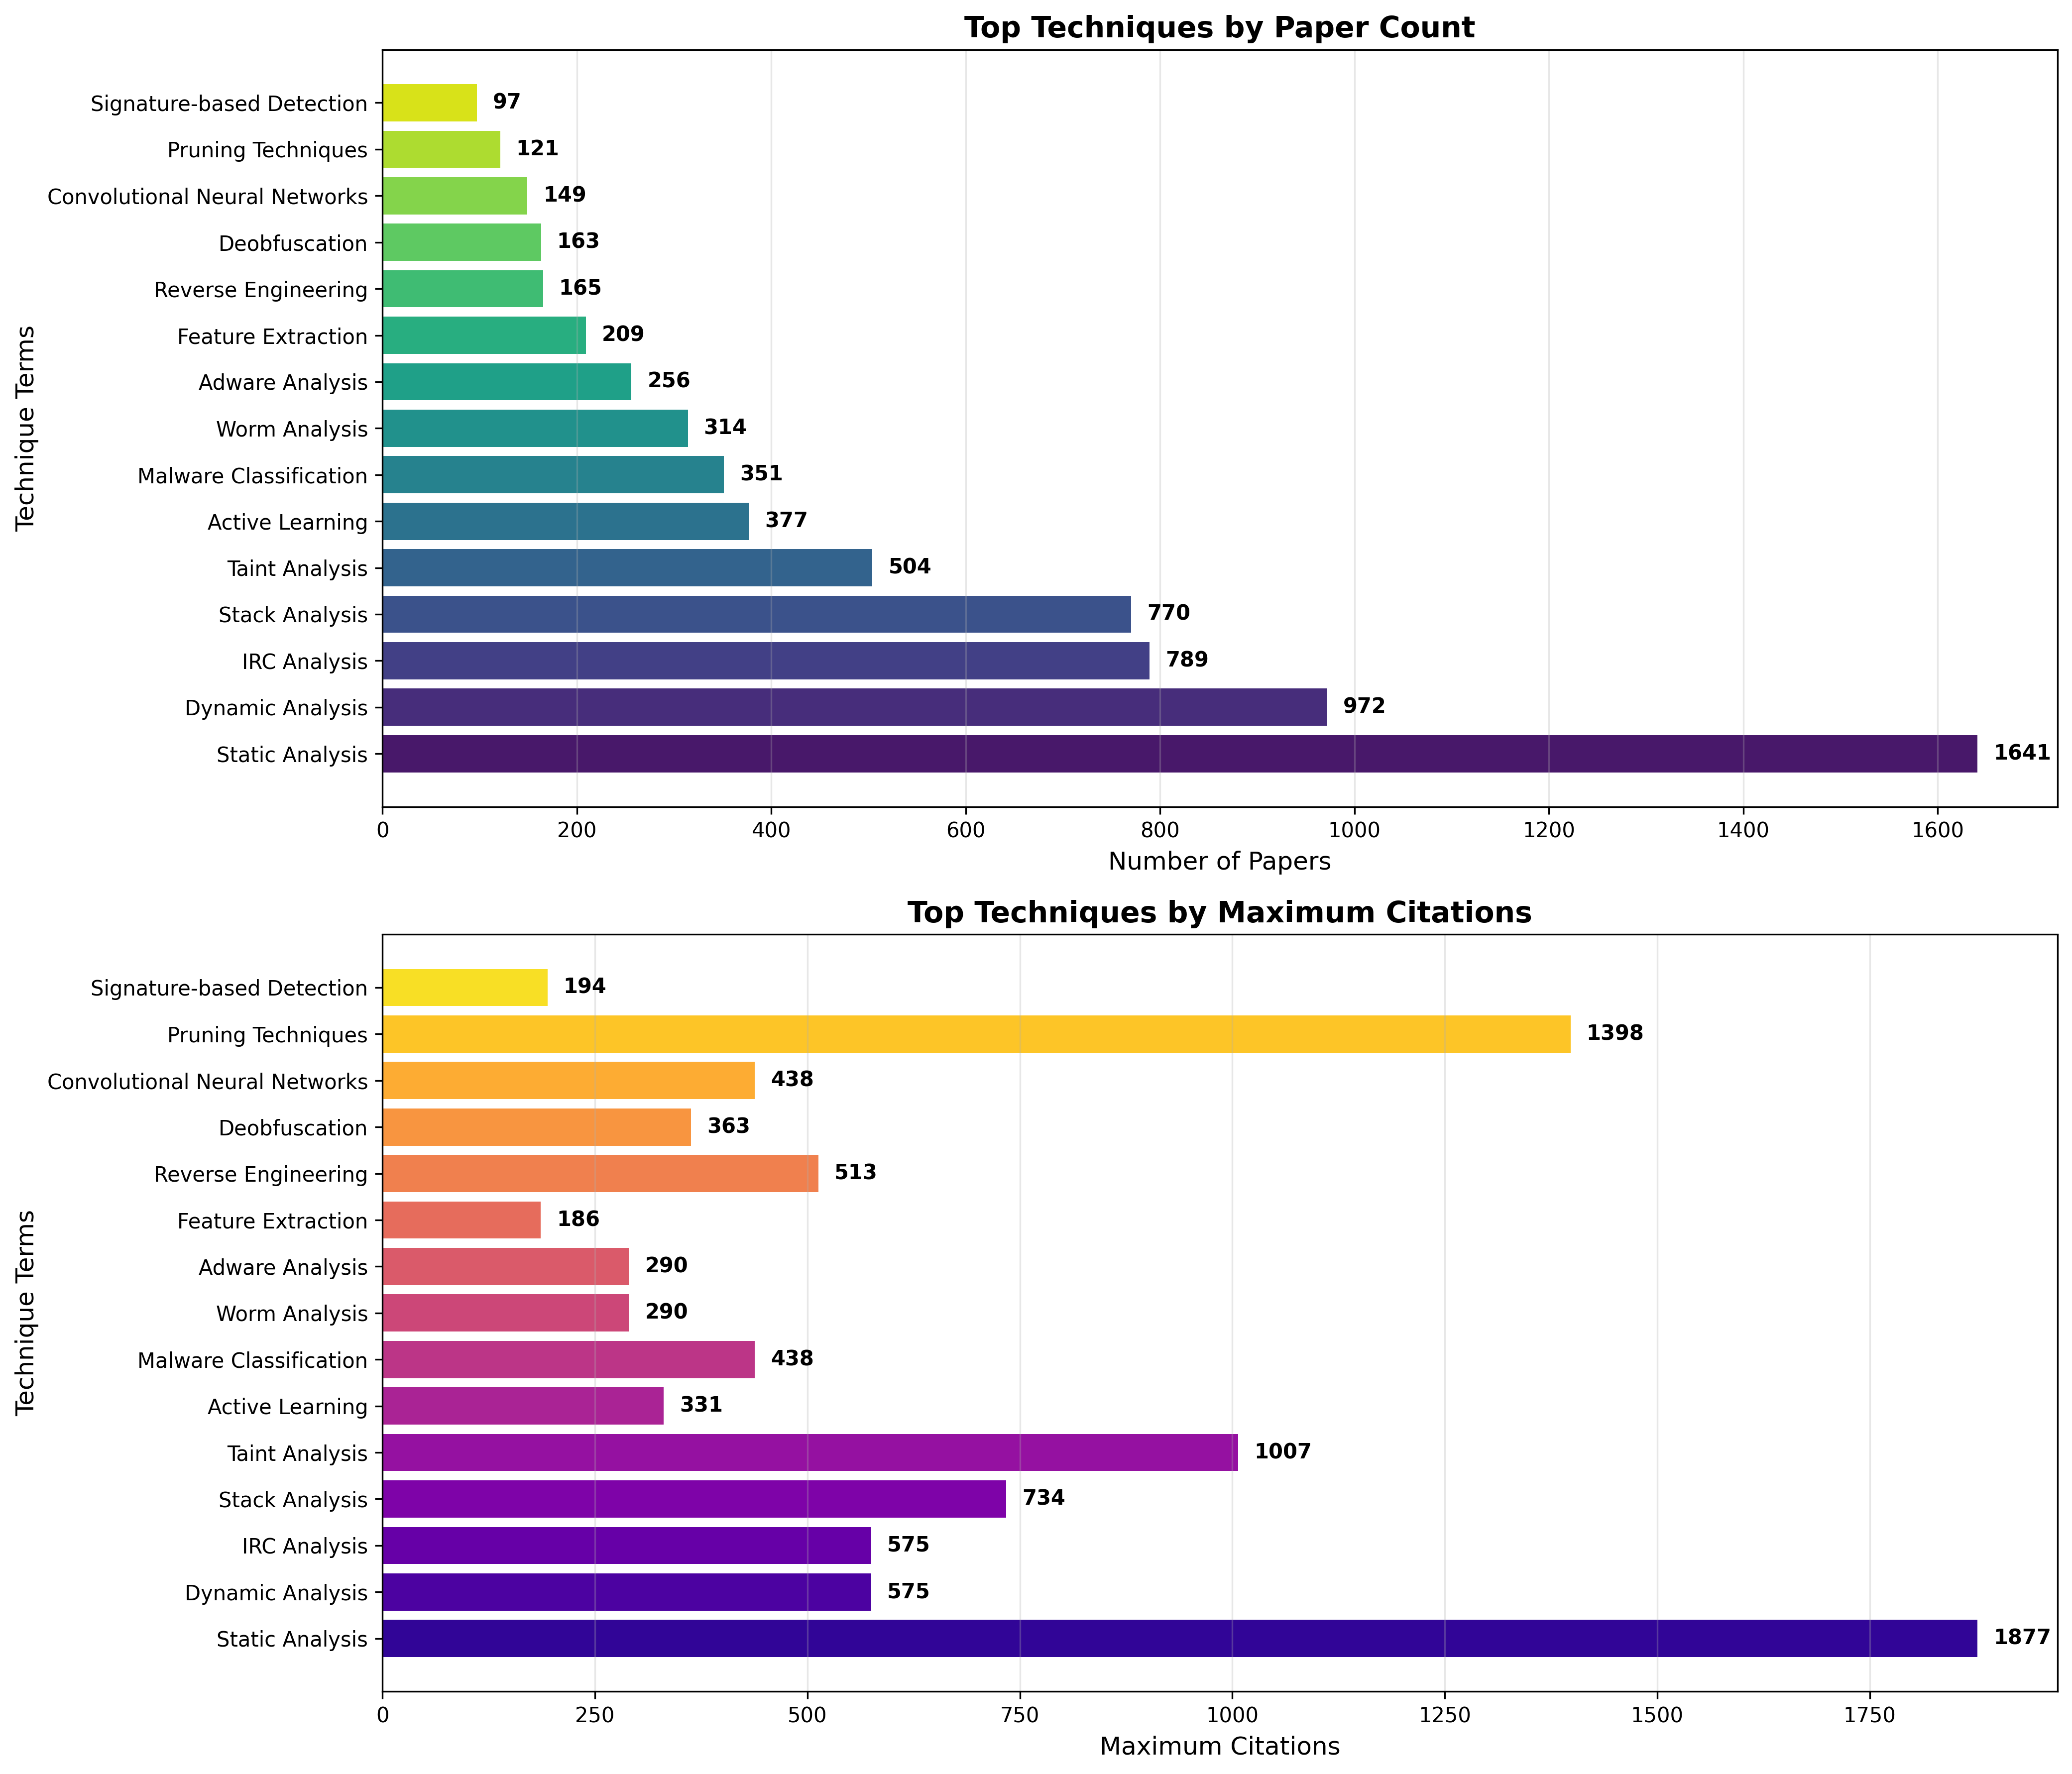 Top Techniques by Paper Count
Technique Terms
Signature-based Detection 97
Pruning Techniques 121
Convolutional Neural Networks 149
Deobfuscation 163
Reverse Engineering 165
Feature Extraction 209
Adware Analysis 256
Worm Analysis 314
Malware Classification 351
Active Learning 377
Taint Analysis 504
Stack Analysis 770
IRC Analysis 789
Dynamic Analysis 972
Static Analysis 1641
0 200 400 600 800 1000 1200 1400 1600
Number of Papers
Top Techniques by Maximum Citations
Technique Terms
Signature-based Detection 194
Pruning Techniques 1398
Convolutional Neural Networks 438
Deobfuscation 363
Reverse Engineering 513
Feature Extraction 186
Adware Analysis 290
Worm Analysis 290
Malware Classification 438
Active Learning 331
Taint Analysis 1007
Stack Analysis 734
IRC Analysis 575
Dynamic Analysis 575
Static Analysis 1877
0 250 500 750 1000 1250 1500 1750
Maximum Citations